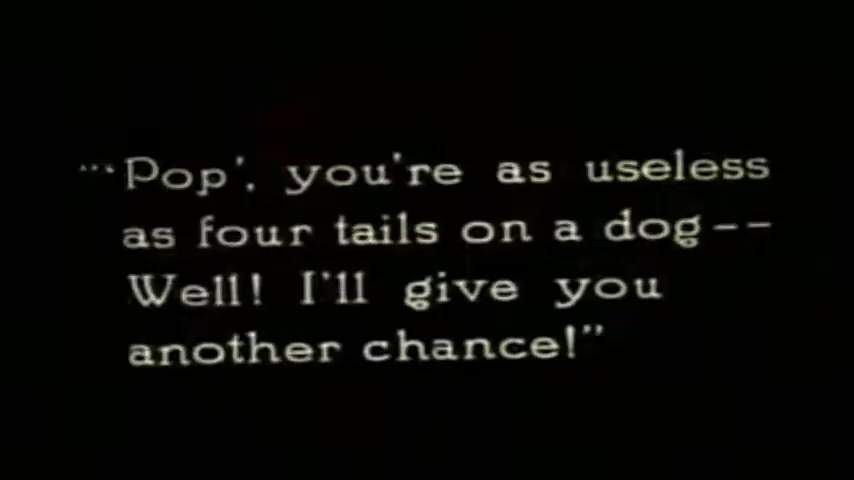 "'Pop', you're as useless
as four tails on a dog--
Well! I'll give you
another chance!"